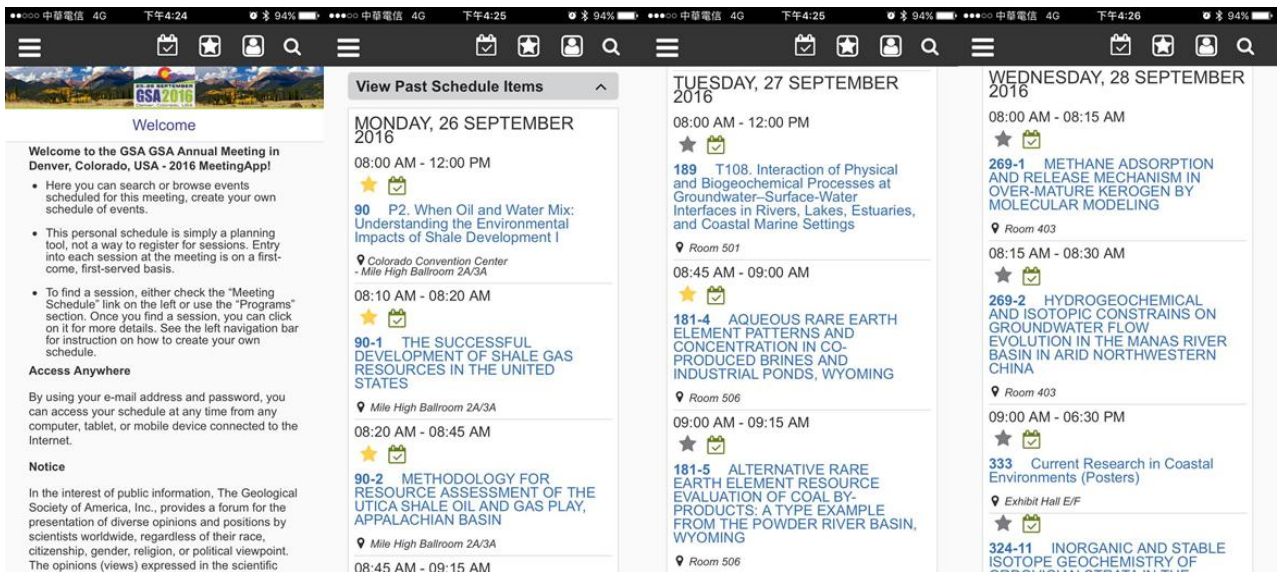 中華電信 4G 下午4:24 94%
25-28 SEPTEMBER
GSA2016
Denver, Colorado, USA
Welcome
Welcome to the GSA GSA Annual Meeting in
Denver, Colorado, USA - 2016 MeetingApp!
• Here you can search or browse events
scheduled for this meeting, create your own
schedule of events.
• This personal schedule is simply a planning
tool, not a way to register for sessions. Entry
into each session at the meeting is on a first-
come, first-served basis.
• To find a session, either check the “Meeting
Schedule” link on the left or use the “Programs”
section. Once you find a session, you can click
on it for more details. See the left navigation bar
for instruction on how to create your own
schedule.
Access Anywhere
By using your e-mail address and password, you
can access your schedule at any time from any
computer, tablet, or mobile device connected to the
Internet.
Notice
In the interest of public information, The Geological
Society of America, Inc., provides a forum for the
presentation of diverse opinions and positions by
scientists worldwide, regardless of their race,
citizenship, gender, religion, or political viewpoint.
The opinions (views) expressed in the scientific
中華電信 4G 下午4:25 94%
View Past Schedule Items
MONDAY, 26 SEPTEMBER
2016
08:00 AM - 12:00 PM
90 P2. When Oil and Water Mix:
Understanding the Environmental
Impacts of Shale Development I
Colorado Convention Center
- Mile High Ballroom 2A/3A
08:10 AM - 08:20 AM
90-1 THE SUCCESSFUL
DEVELOPMENT OF SHALE GAS
RESOURCES IN THE UNITED
STATES
Mile High Ballroom 2A/3A
08:20 AM - 08:45 AM
90-2 METHODOLOGY FOR
RESOURCE ASSESSMENT OF THE
UTICA SHALE OIL AND GAS PLAY,
APPALACHIAN BASIN
Mile High Ballroom 2A/3A
08:45 AM - 09:15 AM
中華電信 4G 下午4:25 94%
TUESDAY, 27 SEPTEMBER
2016
08:00 AM - 12:00 PM
189 T108. Interaction of Physical
and Biogeochemical Processes at
Groundwater–Surface-Water
Interfaces in Rivers, Lakes, Estuaries,
and Coastal Marine Settings
Room 501
08:45 AM - 09:00 AM
181-4 AQUEOUS RARE EARTH
ELEMENT PATTERNS AND
CONCENTRATION IN CO-
PRODUCED BRINES AND
INDUSTRIAL PONDS, WYOMING
Room 506
09:00 AM - 09:15 AM
181-5 ALTERNATIVE RARE
EARTH ELEMENT RESOURCE
EVALUATION OF COAL BY-
PRODUCTS: A TYPE EXAMPLE
FROM THE POWDER RIVER BASIN,
WYOMING
Room 506
中華電信 4G 下午4:26 94%
WEDNESDAY, 28 SEPTEMBER
2016
08:00 AM - 08:15 AM
269-1 METHANE ADSORPTION
AND RELEASE MECHANISM IN
OVER-MATURE KEROGEN BY
MOLECULAR MODELING
Room 403
08:15 AM - 08:30 AM
269-2 HYDROGEOCHEMICAL
AND ISOTOPIC CONSTRAINS ON
GROUNDWATER FLOW
EVOLUTION IN THE MANAS RIVER
BASIN IN ARID NORTHWESTERN
CHINA
Room 403
09:00 AM - 06:30 PM
333 Current Research in Coastal
Environments (Posters)
Exhibit Hall E/F
324-11 INORGANIC AND STABLE
ISOTOPE GEOCHEMISTRY OF
ORDOVICIAN STRATA IN THE